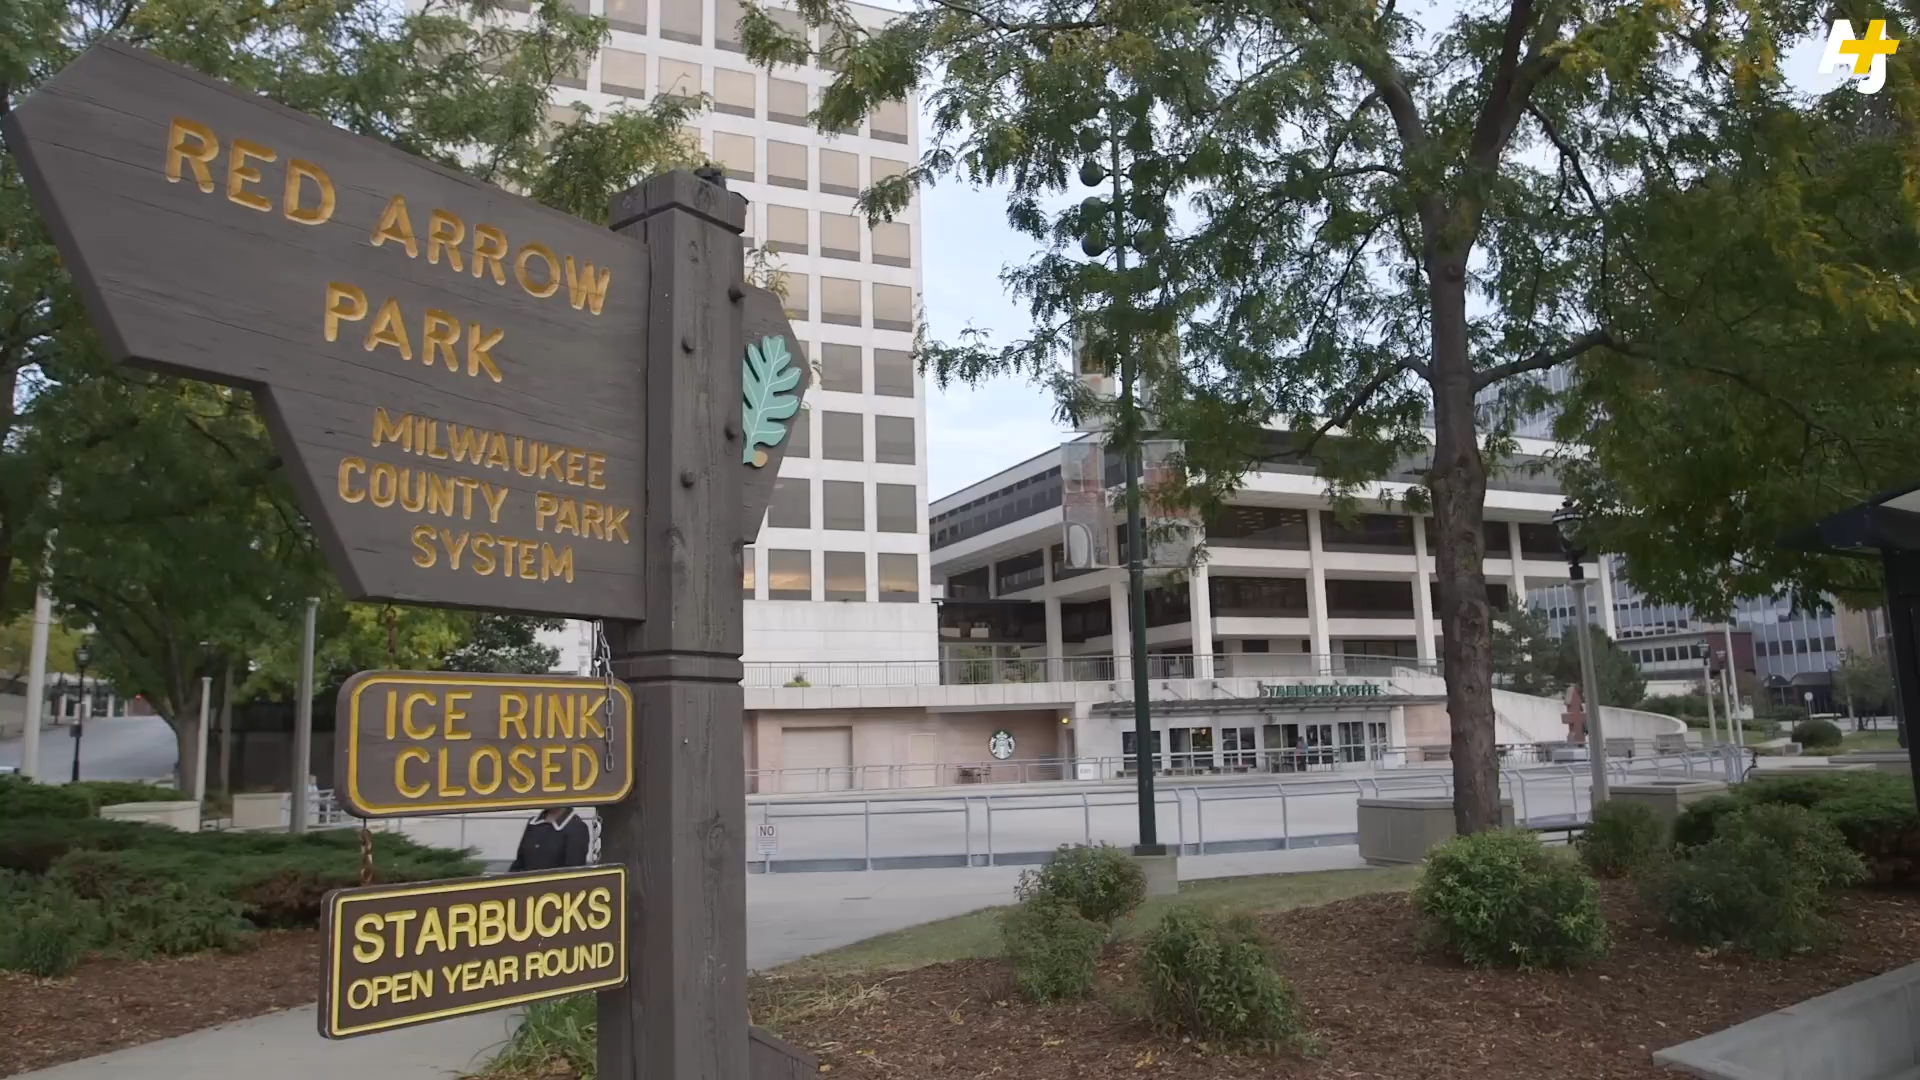 RED ARROW
PARK
MILWAUKEE
COUNTY PARK
SYSTEM
ICE RINK
CLOSED
STARBUCKS
OPEN YEAR ROUND
STARBUCKS COFFEE
NO
AJ+